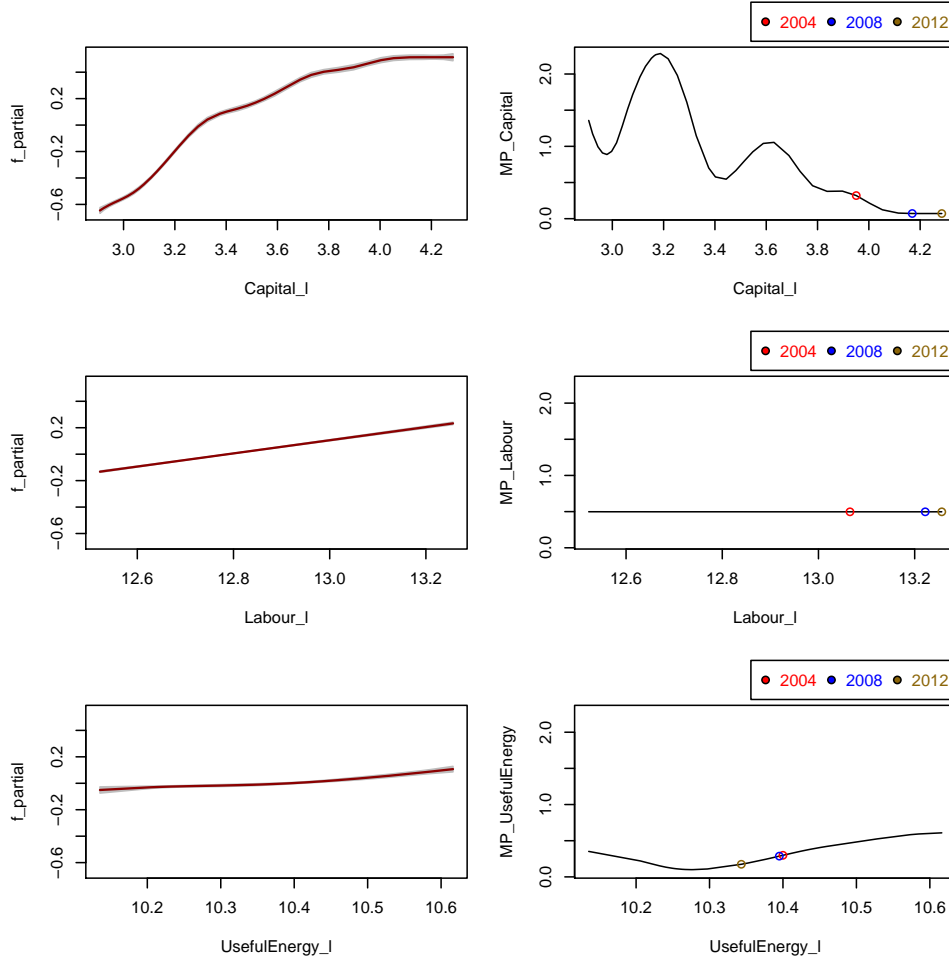 2004 2008 2012
f_partial
0.2
−0.2
−0.6
3.0 3.2 3.4 3.6 3.8 4.0 4.2
Capital_l
MP_Capital
2.0
1.0
0.0
3.0 3.2 3.4 3.6 3.8 4.0 4.2
Capital_l
2004 2008 2012
f_partial
0.2
−0.2
−0.6
12.6 12.8 13.0 13.2
Labour_l
MP_Labour
2.0
1.0
0.0
12.6 12.8 13.0 13.2
Labour_l
2004 2008 2012
f_partial
0.2
−0.2
−0.6
10.2 10.3 10.4 10.5 10.6
UsefulEnergy_l
MP_UsefulEnergy
2.0
1.0
0.0
10.2 10.3 10.4 10.5 10.6
UsefulEnergy_l